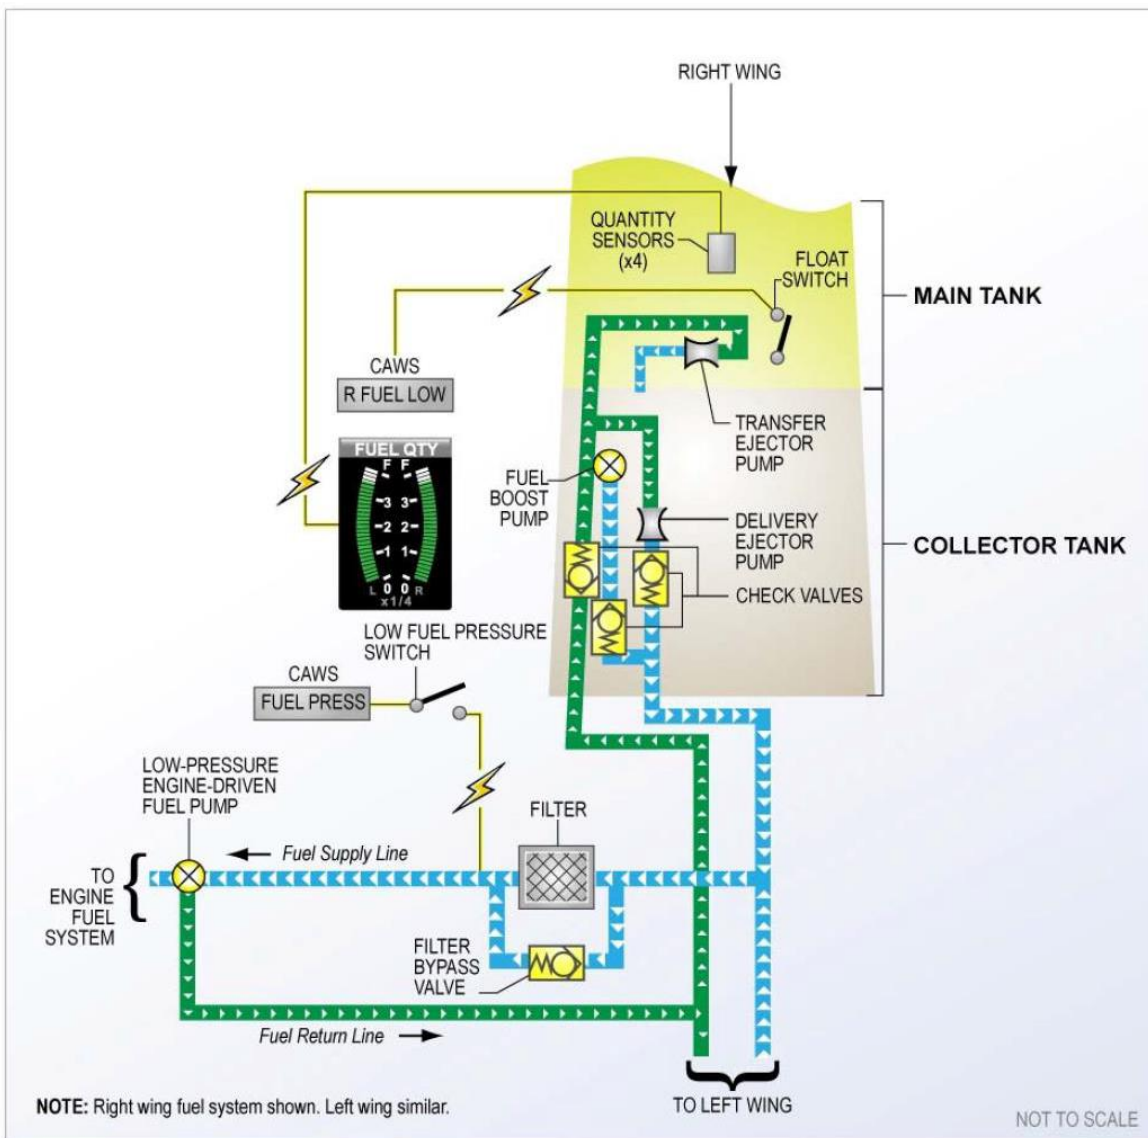 RIGHT WING
QUANTITY
SENSORS
(x4)
FLOAT
SWITCH
MAIN TANK
CAWS
R FUEL LOW
FUEL QTY
F F
3 3
2 2
1 1
L 0 0 R
x1/4
TRANSFER
EJECTOR
PUMP
FUEL
BOOST
PUMP
DELIVERY
EJECTOR
PUMP
COLLECTOR TANK
CHECK VALVES
LOW FUEL PRESSURE
SWITCH
CAWS
FUEL PRESS
LOW-PRESSURE
ENGINE-DRIVEN
FUEL PUMP
FILTER
Fuel Supply Line
TO
ENGINE
FUEL
SYSTEM
FILTER
BYPASS
VALVE
Fuel Return Line
TO LEFT WING
NOTE: Right wing fuel system shown. Left wing similar.
NOT TO SCALE